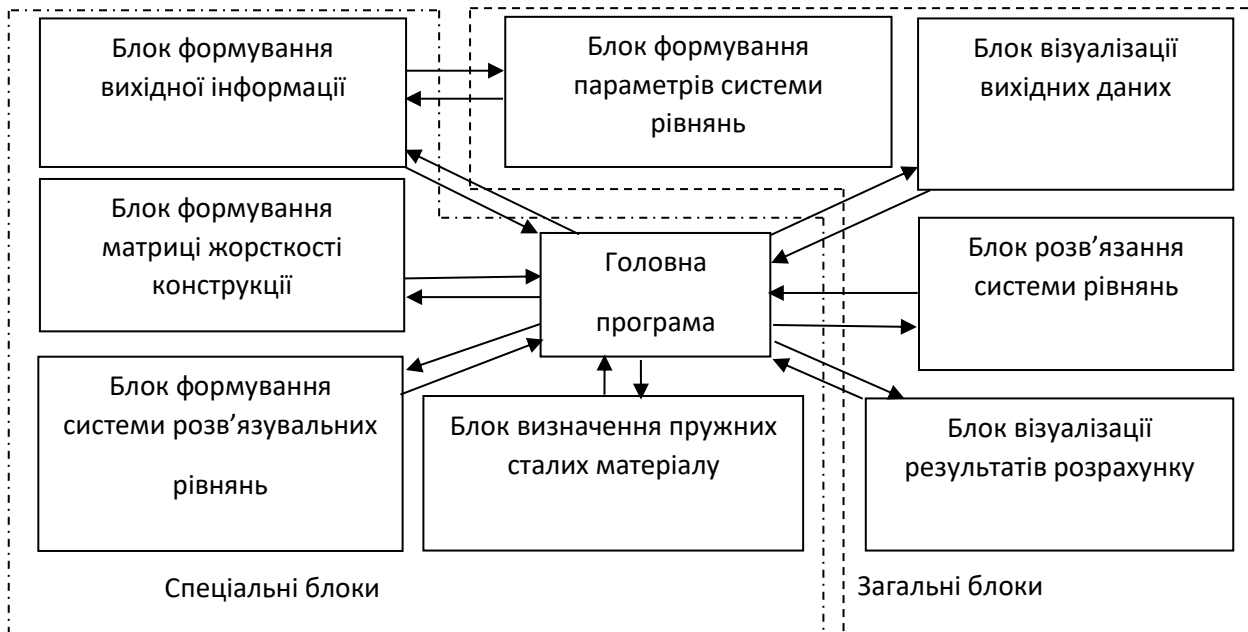 Блок формування
вихідної інформації
Блок формування
параметрів системи
рівнянь
Блок візуалізації
вихідних даних
Блок формування
матриці жорсткості
конструкції
Головна
програма
Блок розв’язання
системи рівнянь
Блок формування
системи розв’язувальних
рівнянь
Блок визначення пружних
сталих матеріалу
Блок візуалізації
результатів розрахунку
Спеціальні блоки
Загальні блоки